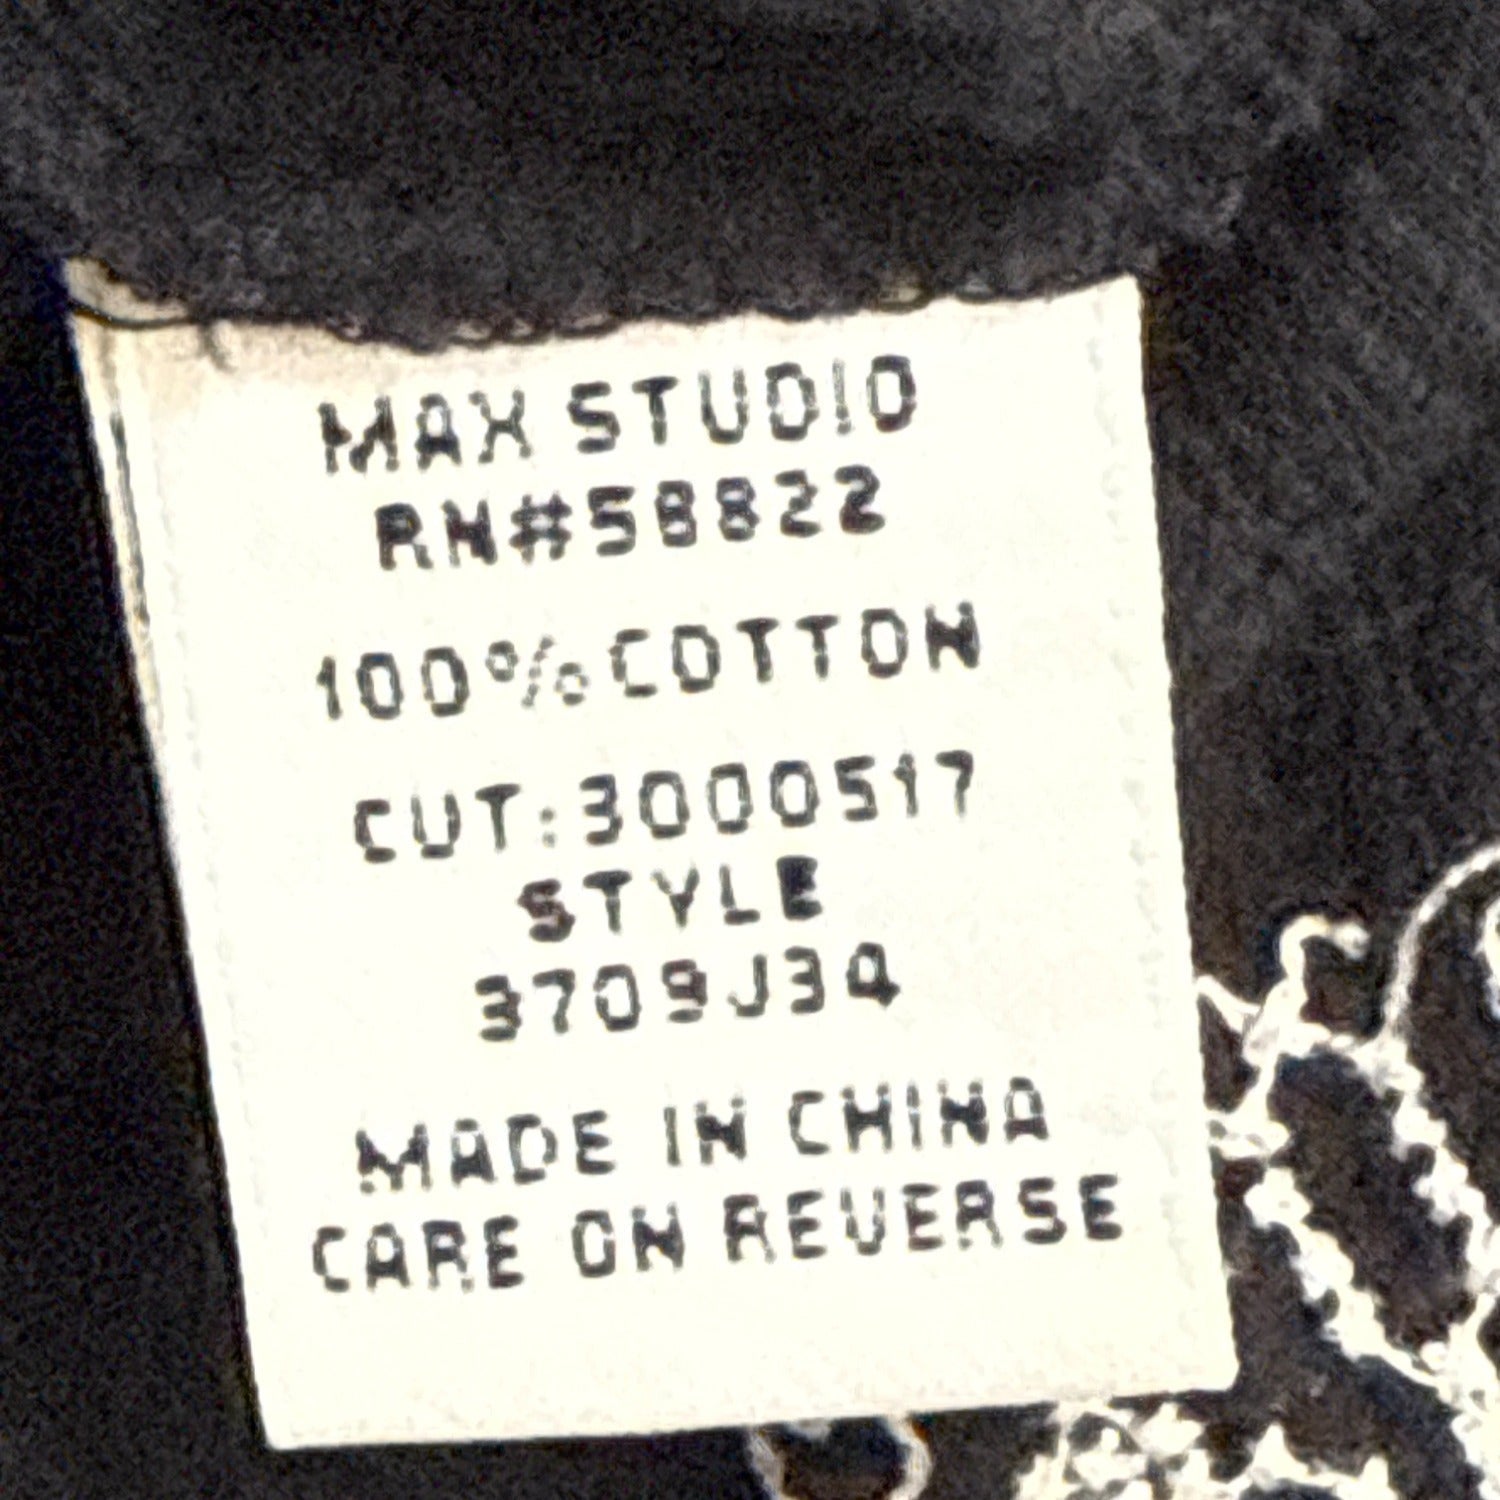 MAX STUDIO
RN#58822
100%COTTON
CUT:3000517
STYLE
3709J34
MADE IN CHINA
CARE ON REVERSE